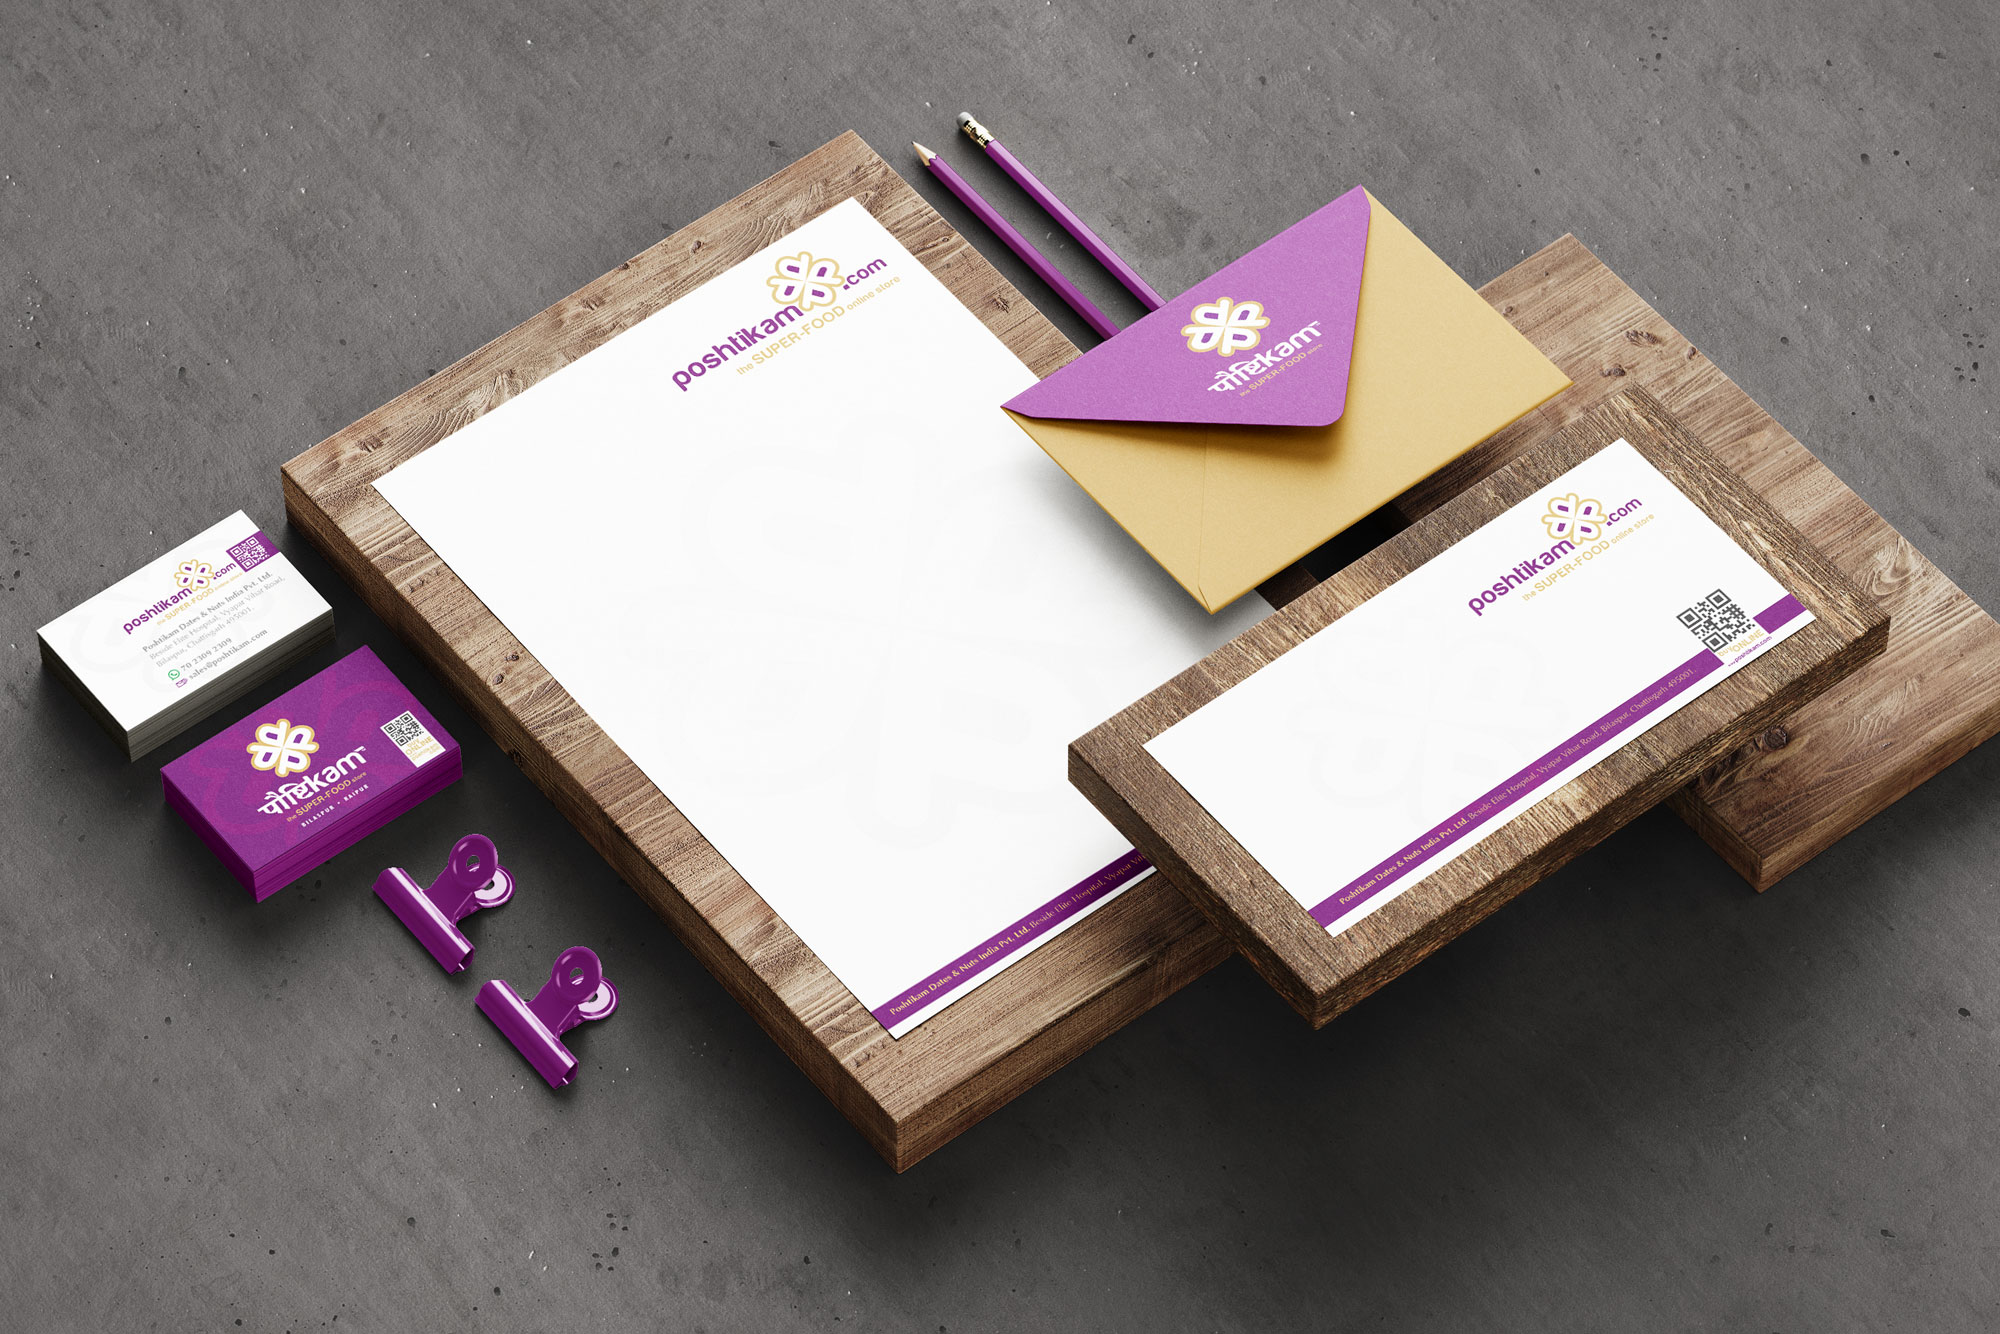 poshtikam.com
the SUPER-FOOD online store
Poshtikam Dates & Nuts India Pvt. Ltd. Beside Elite Hospital, Vyapar
पौष्टिkam™
the SUPER-FOOD store
poshtikam.com
the SUPER-FOOD online store
ONLINE
poshtikam.com
Poshtikam Dates & Nuts India Pvt. Ltd. Beside Elite Hospital, Vyapar Vihar Road, Bilaspur, Chattisgarh 495001.
poshtikam.com
the SUPER-FOOD online store
Poshtikam Dates & Nuts India Pvt. Ltd.
Beside Elite Hospital, Vyapar Vihar Road,
Bilaspur, Chattisgarh 495001.
70 2309 2309
sales@poshtikam.com
पौष्टिkam™
the SUPER-FOOD store
BILASPUR • RAIPUR
ONLINE